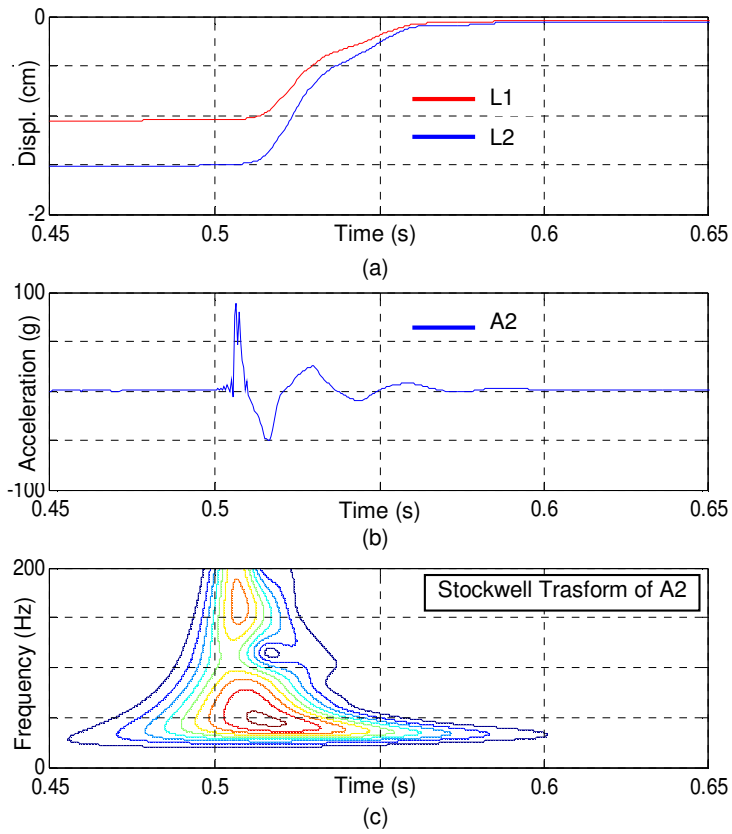 0
Displ. (cm)
L1
L2
-2
0.45 0.5 0.6 0.65
Time (s)
(a)
100
Acceleration (g)
A2
-100
0.45 0.5 0.6 0.65
Time (s)
(b)
200
Frequency (Hz)
Stockwell Trasform of A2
0
0.45 0.5 0.6 0.65
Time (s)
(c)